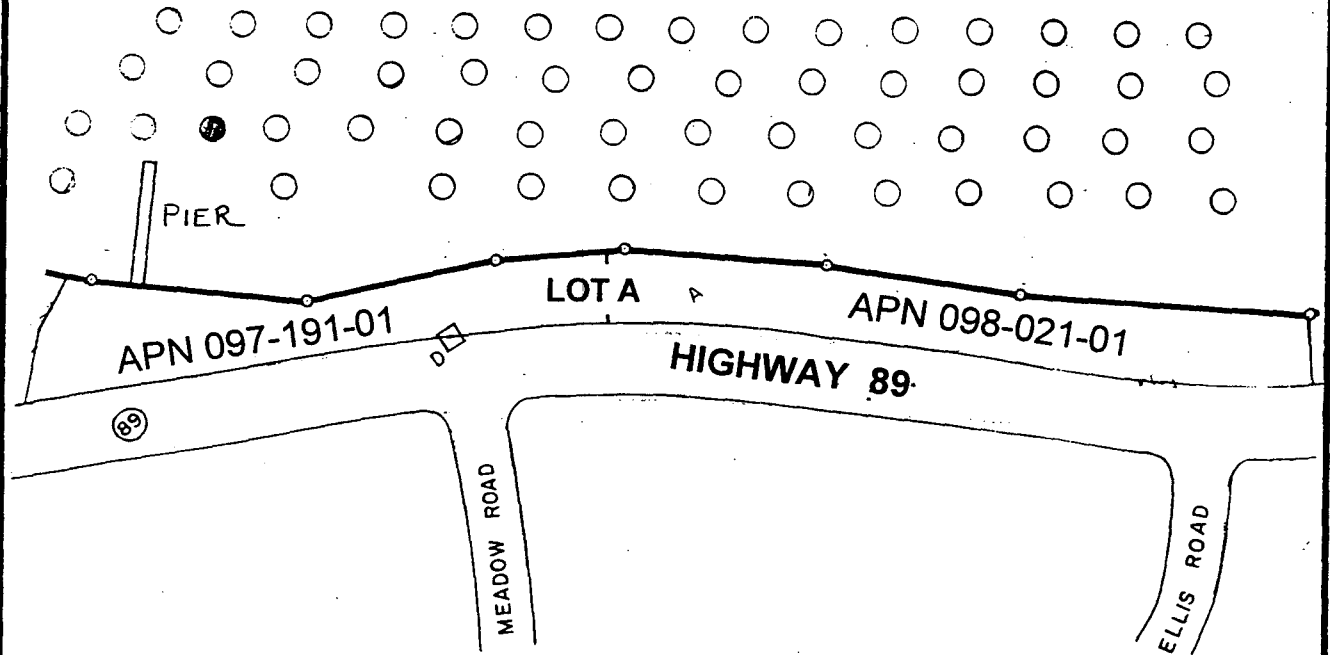 PIER
LOT A
A
APN 097-191-01
APN 098-021-01
D
HIGHWAY 89
89
MEADOW ROAD
ELLIS ROAD